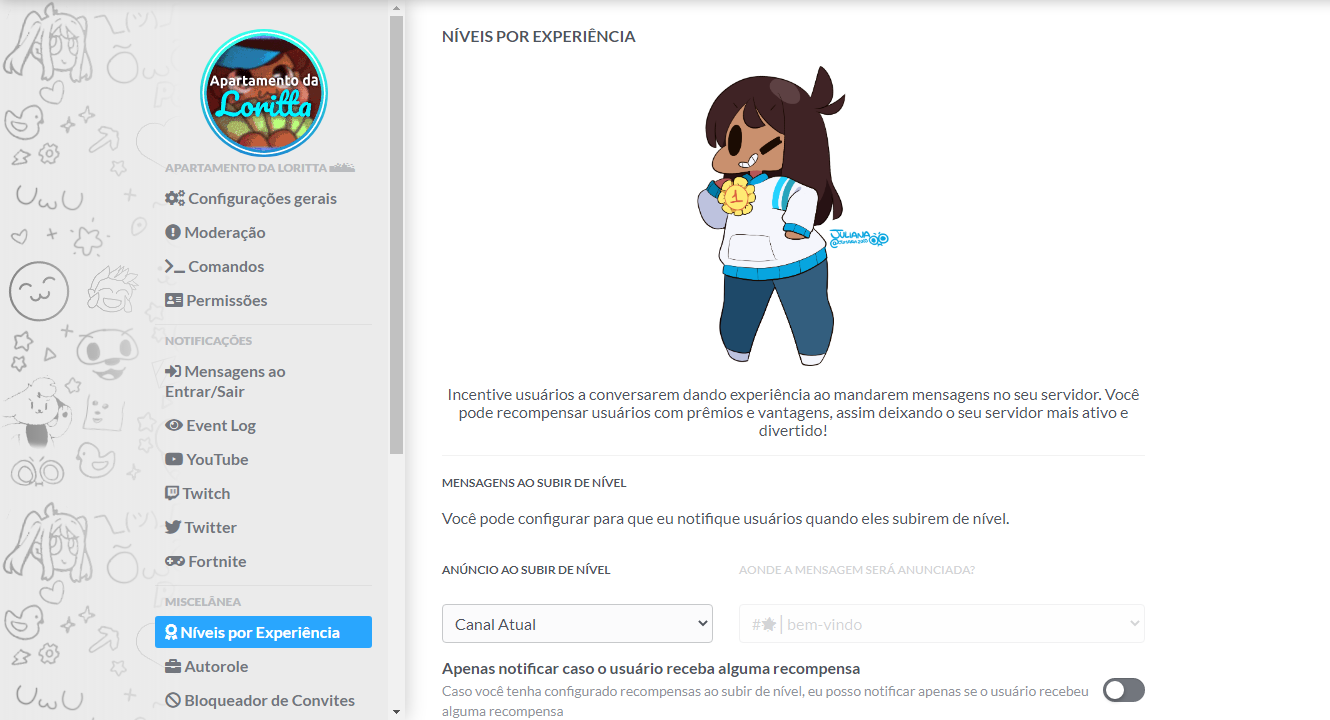 Apartamento da
Loritta
APARTAMENTO DA LORITTA
Configurações gerais
Moderação
Comandos
Permissões
NOTIFICAÇÕES
Mensagens ao
Entrar/Sair
Event Log
YouTube
Twitch
Twitter
Fortnite
MISCELÂNEA
Níveis por Experiência
Autorole
Bloqueador de Convites
NÍVEIS POR EXPERIÊNCIA
1
JULIANA
Incentive usuários a conversarem dando experiência ao mandarem mensagens no seu servidor. Você
pode recompensar usuários com prêmios e vantagens, assim deixando o seu servidor mais ativo e
divertido!
MENSAGENS AO SUBIR DE NÍVEL
Você pode configurar para que eu notifique usuários quando eles subirem de nível.
ANÚNCIO AO SUBIR DE NÍVEL
Canal Atual
AONDE A MENSAGEM SERÁ ANUNCIADA?
#★│bem-vindo
Apenas notificar caso o usuário receba alguma recompensa
Caso você tenha configurado recompensas ao subir de nível, eu posso notificar apenas se o usuário recebeu
alguma recompensa